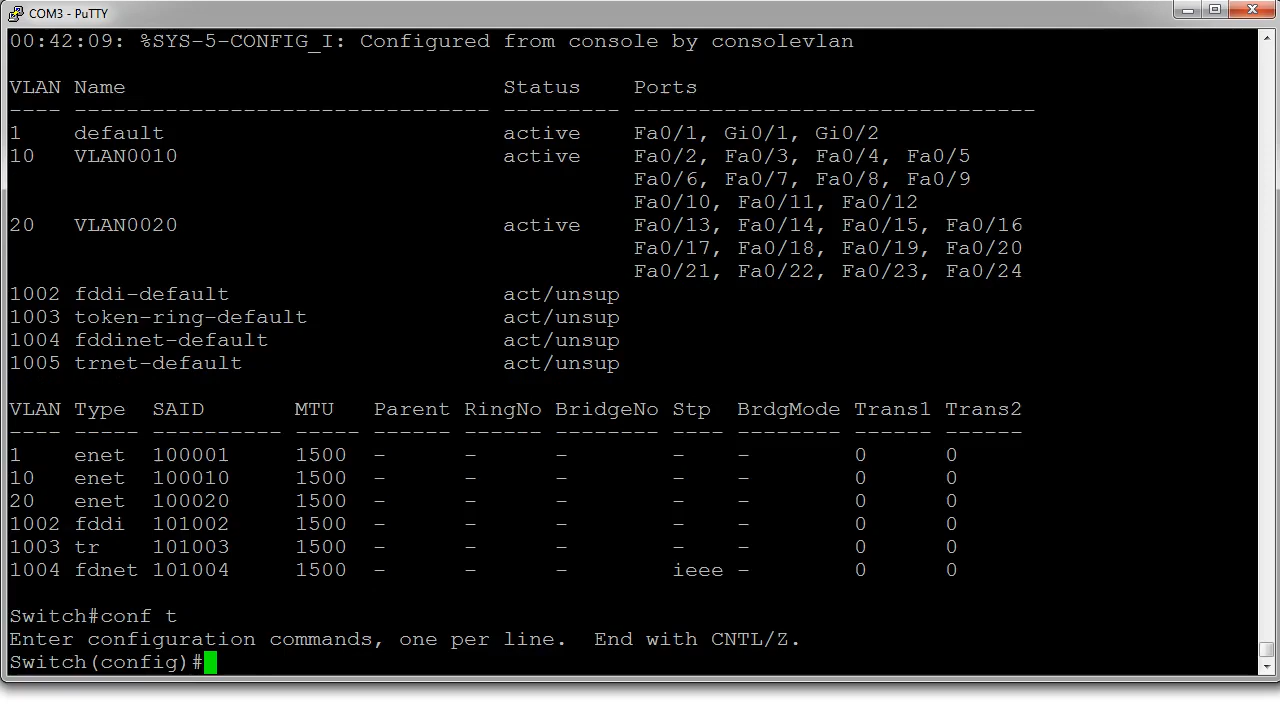 COM3 - PuTTY
00:42:09: %SYS-5-CONFIG_I: Configured from console by consolevlan
VLAN Name                             Status    Ports
---- -------------------------------- --------- -------------------------------
1    default                          active    Fa0/1, Gi0/1, Gi0/2
10   VLAN0010                         active    Fa0/2, Fa0/3, Fa0/4, Fa0/5
                                                Fa0/6, Fa0/7, Fa0/8, Fa0/9
                                                Fa0/10, Fa0/11, Fa0/12
20   VLAN0020                         active    Fa0/13, Fa0/14, Fa0/15, Fa0/16
                                                Fa0/17, Fa0/18, Fa0/19, Fa0/20
                                                Fa0/21, Fa0/22, Fa0/23, Fa0/24
1002 fddi-default                     act/unsup
1003 token-ring-default               act/unsup
1004 fddinet-default                  act/unsup
1005 trnet-default                    act/unsup
VLAN Type  SAID       MTU   Parent RingNo BridgeNo Stp  BrdgMode Trans1 Trans2
---- ----- ---------- ----- ------ ------ -------- ---- -------- ------ ------
1    enet  100001     1500  -      -      -        -    -        0      0
10   enet  100010     1500  -      -      -        -    -        0      0
20   enet  100020     1500  -      -      -        -    -        0      0
1002 fddi  101002     1500  -      -      -        -    -        0      0
1003 tr    101003     1500  -      -      -        -    -        0      0
1004 fdnet 101004     1500  -      -      -        ieee -        0      0
Switch#conf t
Enter configuration commands, one per line.  End with CNTL/Z.
Switch(config)#